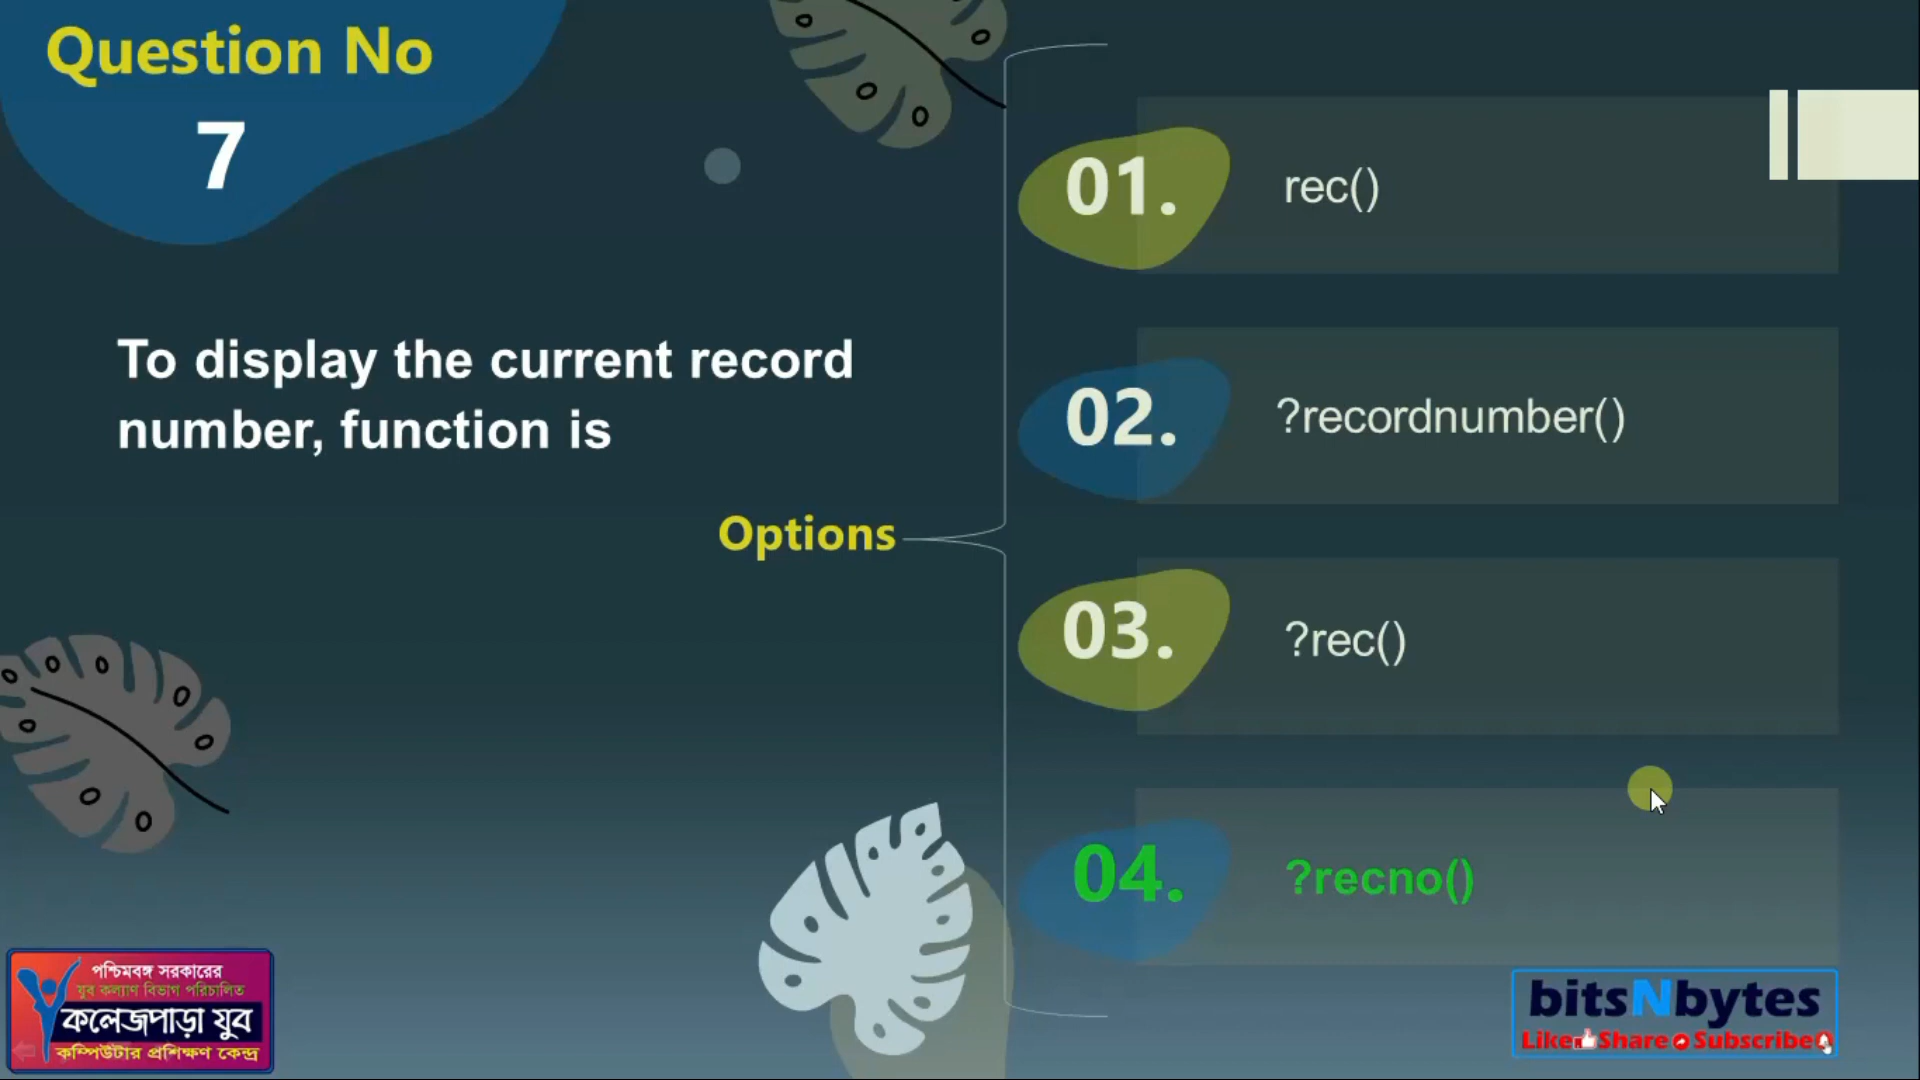 Question No
7
To display the current record
number, function is
Options
01.
rec()
02.
?recordnumber()
03.
?rec()
04.
?recno()
পশ্চিমবঙ্গ সরকারের
যুব কল্যাণ বিভাগ পরিচালিত
কলেজপাড়া যুব
কম্পিউটার প্রশিক্ষণ কেন্দ্র
bitsNbytes
Like Share Subscribe